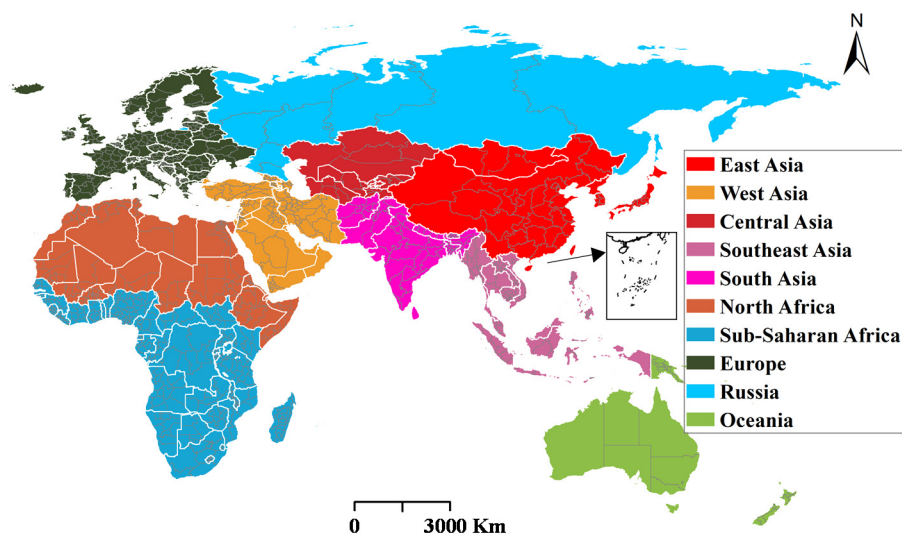 N
East Asia
West Asia
Central Asia
Southeast Asia
South Asia
North Africa
Sub-Saharan Africa
Europe
Russia
Oceania
0 3000 Km